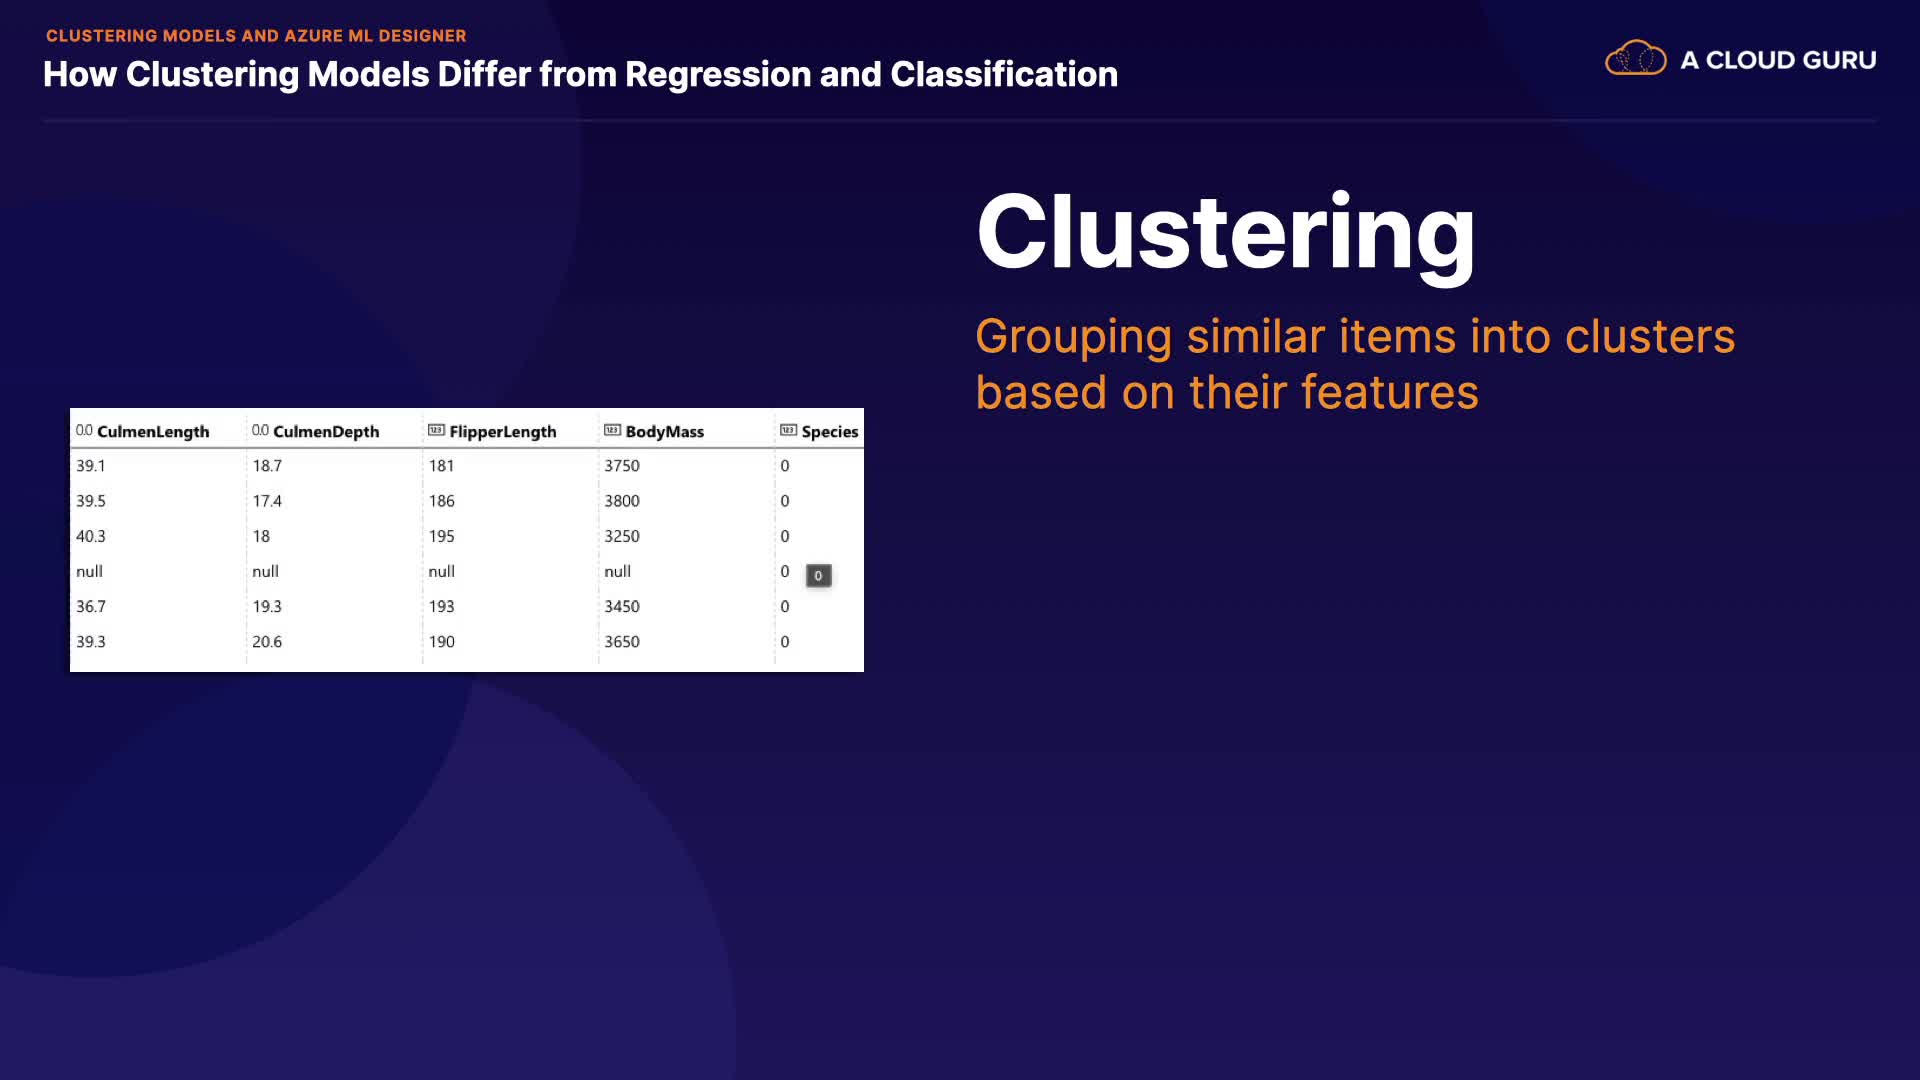 CLUSTERING MODELS AND AZURE ML DESIGNER
How Clustering Models Differ from Regression and Classification
A CLOUD GURU
Clustering
Grouping similar items into clusters
based on their features
0.0 CulmenLength 0.0 CulmenDepth 123 FlipperLength 123 BodyMass 123 Species
39.1 18.7 181 3750 0
39.5 17.4 186 3800 0
40.3 18 195 3250 0
null null null null 0 0
36.7 19.3 193 3450 0
39.3 20.6 190 3650 0